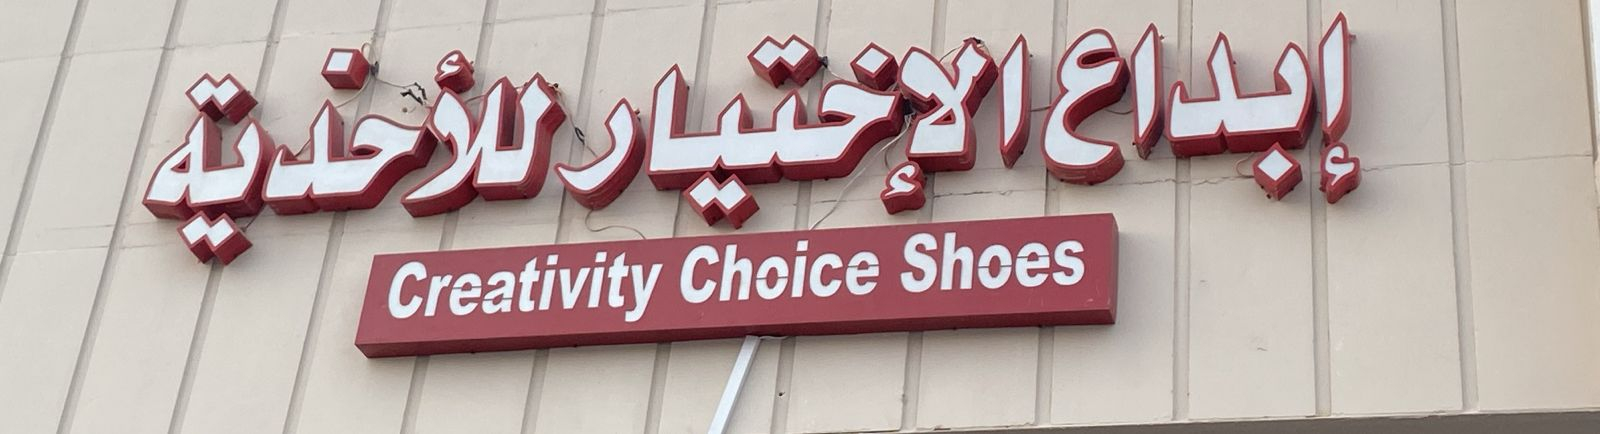 إبداع الإختيار للأحذية
Creativity Choice Shoes